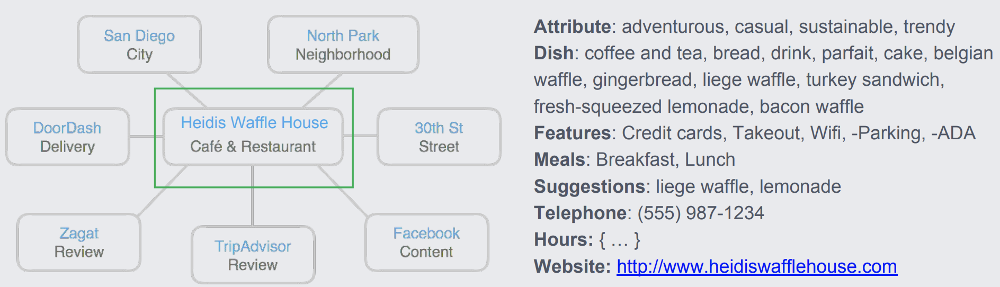 San Diego
City
North Park
Neighborhood
DoorDash
Delivery
Heidis Waffle House
Café & Restaurant
30th St
Street
Zagat
Review
TripAdvisor
Review
Facebook
Content
Attribute: adventurous, casual, sustainable, trendy
Dish: coffee and tea, bread, drink, parfait, cake, belgian
waffle, gingerbread, liege waffle, turkey sandwich,
fresh-squeezed lemonade, bacon waffle
Features: Credit cards, Takeout, Wifi, -Parking, -ADA
Meals: Breakfast, Lunch
Suggestions: liege waffle, lemonade
Telephone: (555) 987-1234
Hours: { … }
Website: http://www.heidiswafflehouse.com